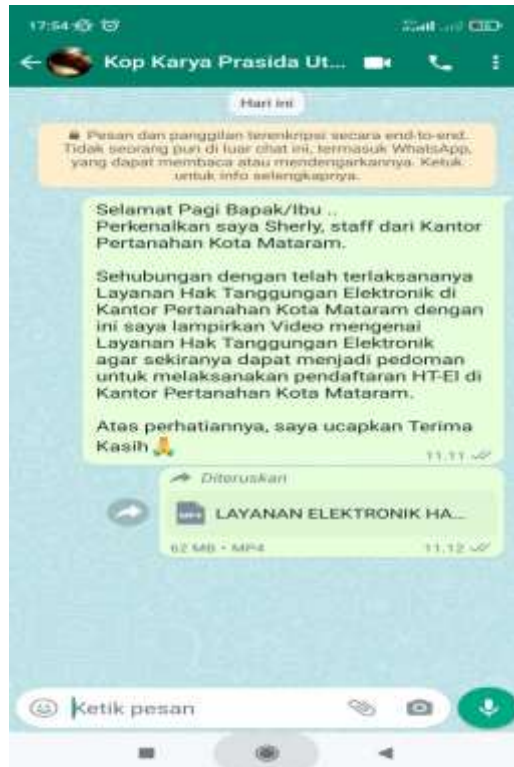 17:54
Kop Karya Prasida Ut...
Hari ini
Pesan dan panggilan terenkripsi secara end-to-end.
Tidak seorang pun di luar chat ini, termasuk WhatsApp,
yang dapat membaca atau mendengarkannya. Ketuk
untuk info selengkapnya.
Selamat Pagi Bapak/Ibu ..
Perkenalkan saya Sherly, staff dari Kantor
Pertanahan Kota Mataram.
Sehubungan dengan telah terlaksananya
Layanan Hak Tanggungan Elektronik di
Kantor Pertanahan Kota Mataram dengan
ini saya lampirkan Video mengenai
Layanan Hak Tanggungan Elektronik
agar sekiranya dapat menjadi pedoman
untuk melaksanakan pendaftaran HT-El di
Kantor Pertanahan Kota Mataram.
Atas perhatiannya, saya ucapkan Terima
Kasih 🙏
11.11
Diteruskan
MP4
LAYANAN ELEKTRONIK HA...
62 MB • MP4
11.12
Ketik pesan